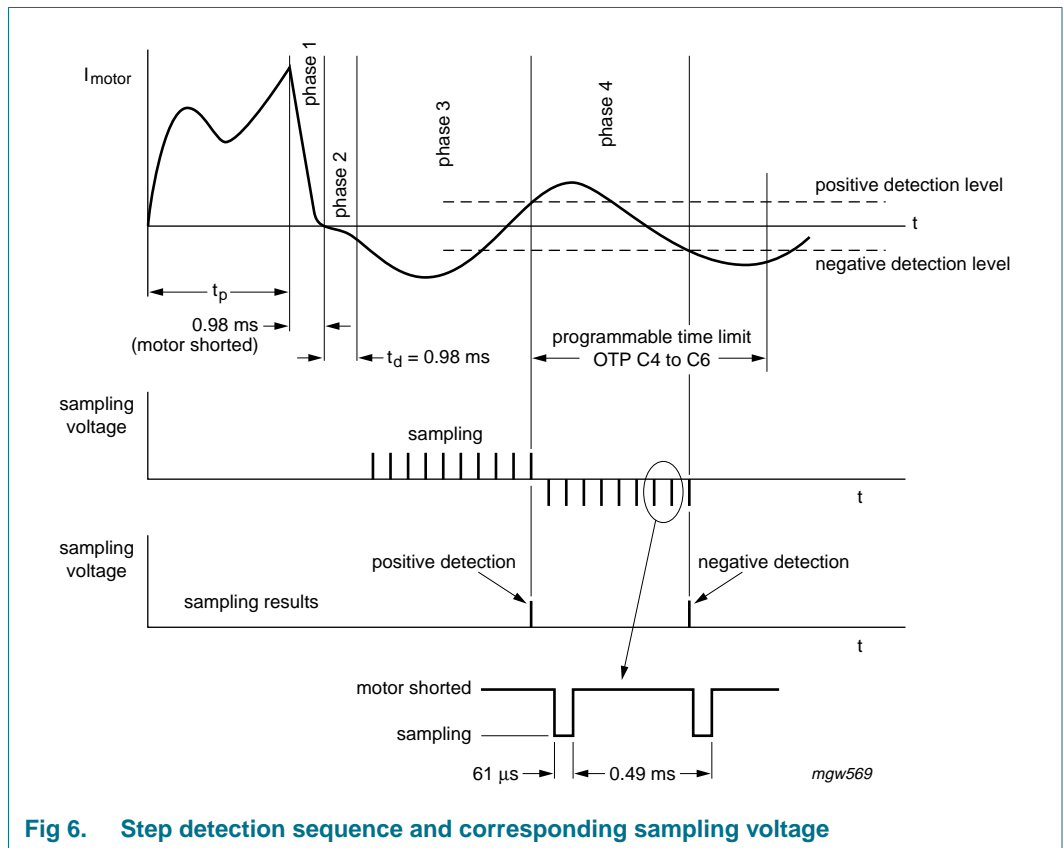 phase 1
I motor
phase 3
phase 4
phase 2
positive detection level
t
negative detection level
tp
0.98 ms
(motor shorted)
td = 0.98 ms
programmable time limit
OTP C4 to C6
sampling
voltage
sampling
t
sampling
voltage
positive detection
negative detection
sampling results
t
motor shorted
sampling
61 μs
0.49 ms
mgw569
Fig 6. Step detection sequence and corresponding sampling voltage